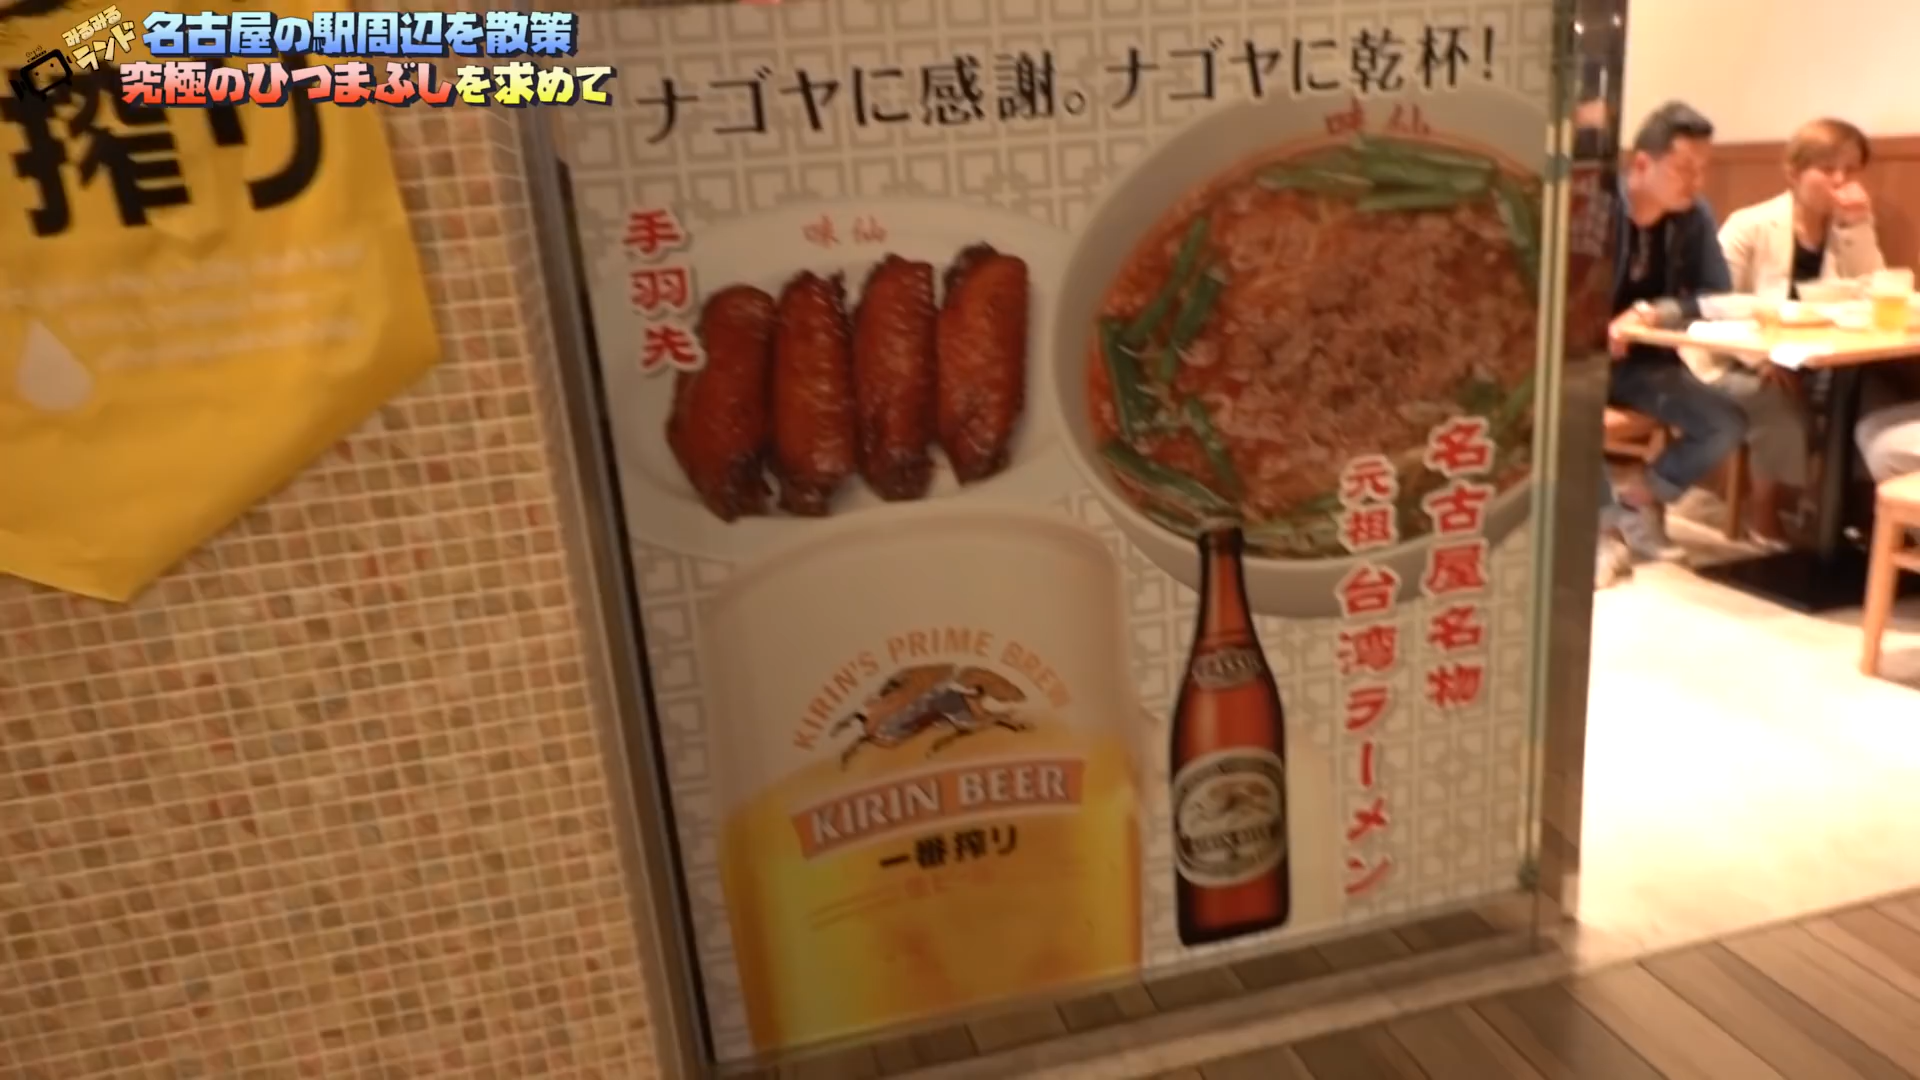 みるみる
ランド
名古屋の駅周辺を散策
究極のひつまぶしを求めて
搾り
ナゴヤに感謝。ナゴヤに乾杯!
味仙
味仙
手羽先
名古屋名物
元祖台湾ラーメン
KIRIN'S PRIME BREW
KIRIN BEER
一番搾り